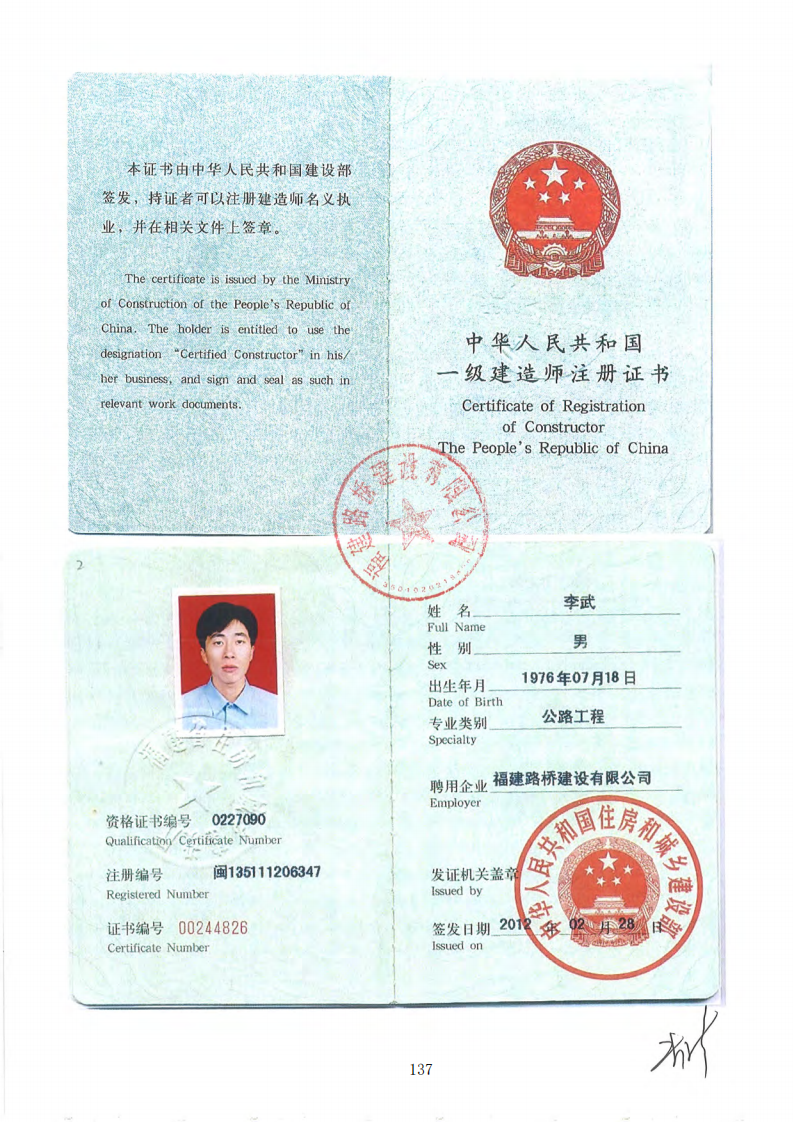 本证书由中华人民共和国建设部
签发，持证者可以注册建造师名义执
业，并在相关文件上签章。
The certificate is issued by the Ministry
of Construction of the People's Republic of
China. The holder is entitled to use the
designation "Certified Constructor" in his/
her business, and sign and seal as such in
relevant work documents.
中华人民共和国
一级建造师注册证书
Certificate of Registration
of Constructor
The People's Republic of China
福建路桥建设有限公司
2
姓 名 李武
Full Name
性 别 男
Sex
出生年月 1976年07月18日
Date of Birth
专业类别 公路工程
Specialty
聘用企业 福建路桥建设有限公司
Employer
发证机关盖章
Issued by
签发日期 2012 年 02 月 28 日
Issued on
中华人民共和国住房和城乡建设部
资格证书编号 0227090
Qualification Certificate Number
注册编号 闽135111206347
Registered Number
证书编号 00244826
Certificate Number
137